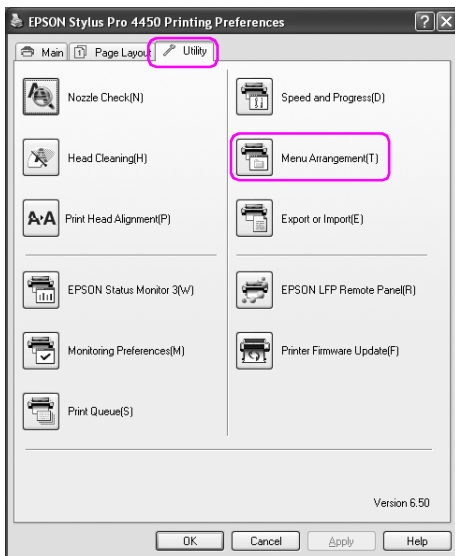 EPSON Stylus Pro 4450 Printing Preferences
Main
Page Layout
Utility
Nozzle Check(N)
Speed and Progress(D)
Head Cleaning(H)
Menu Arrangement(T)
Print Head Alignment(P)
Export or Import(E)
EPSON Status Monitor 3(W)
EPSON LFP Remote Panel(R)
Monitoring Preferences(M)
Printer Firmware Update(F)
Print Queue(S)
Version 6.50
OK
Cancel
Apply
Help